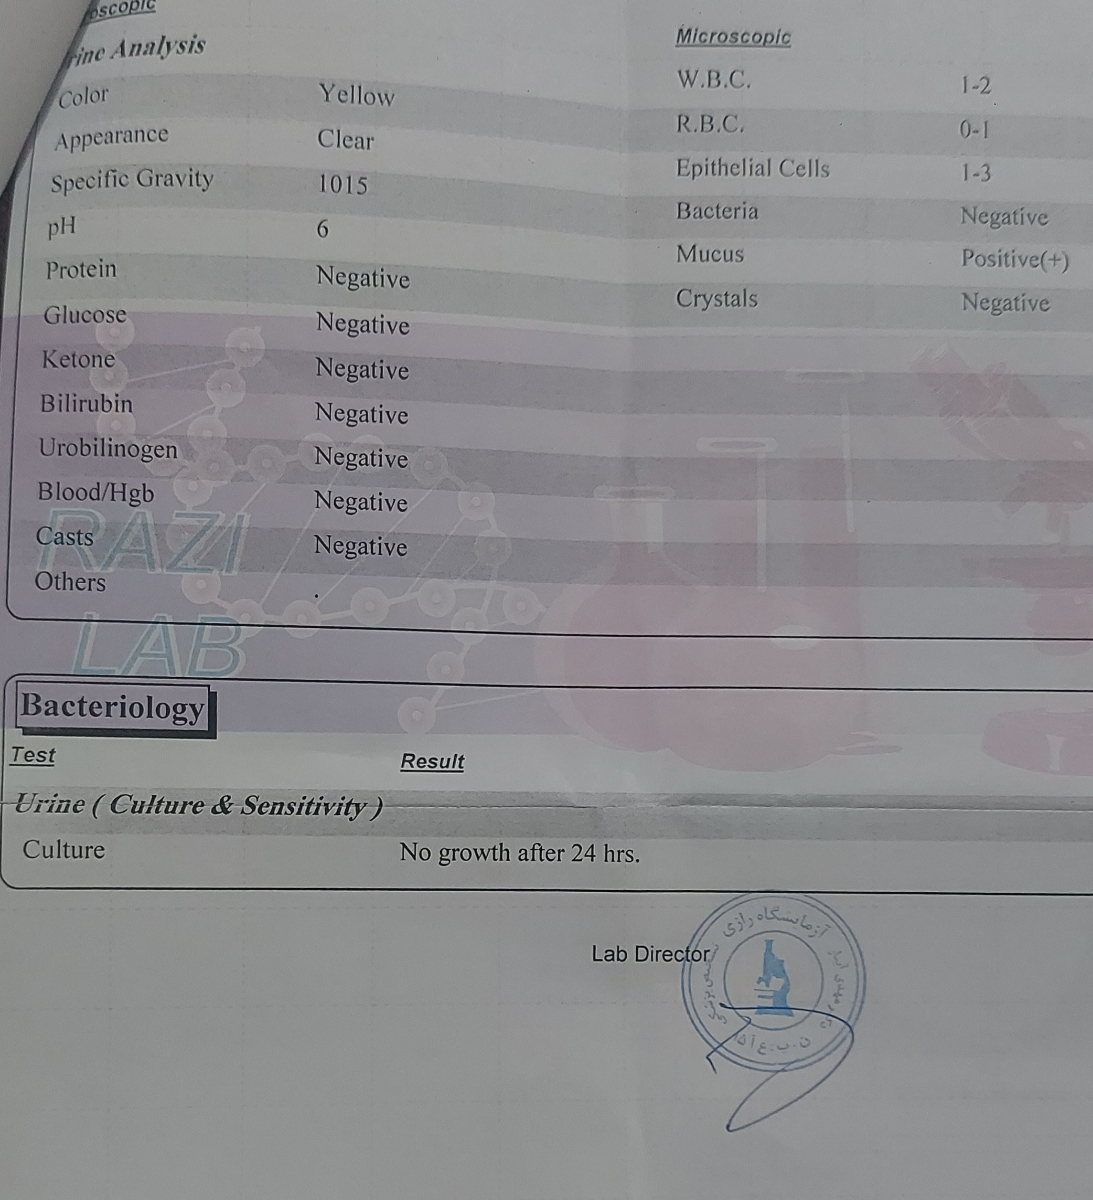 Urine Analysis
Color Yellow
Appearance Clear
Specific Gravity 1015
pH 6
Protein Negative
Glucose Negative
Ketone Negative
Bilirubin Negative
Urobilinogen Negative
Blood/Hgb Negative
Casts Negative
Others .
Microscopic
W.B.C. 1-2
R.B.C. 0-1
Epithelial Cells 1-3
Bacteria Negative
Mucus Positive(+)
Crystals Negative
RAZI
LAB
Bacteriology
Test Result
Urine ( Culture & Sensitivity )
Culture No growth after 24 hrs.
Lab Director
آزمایشگاه رازی